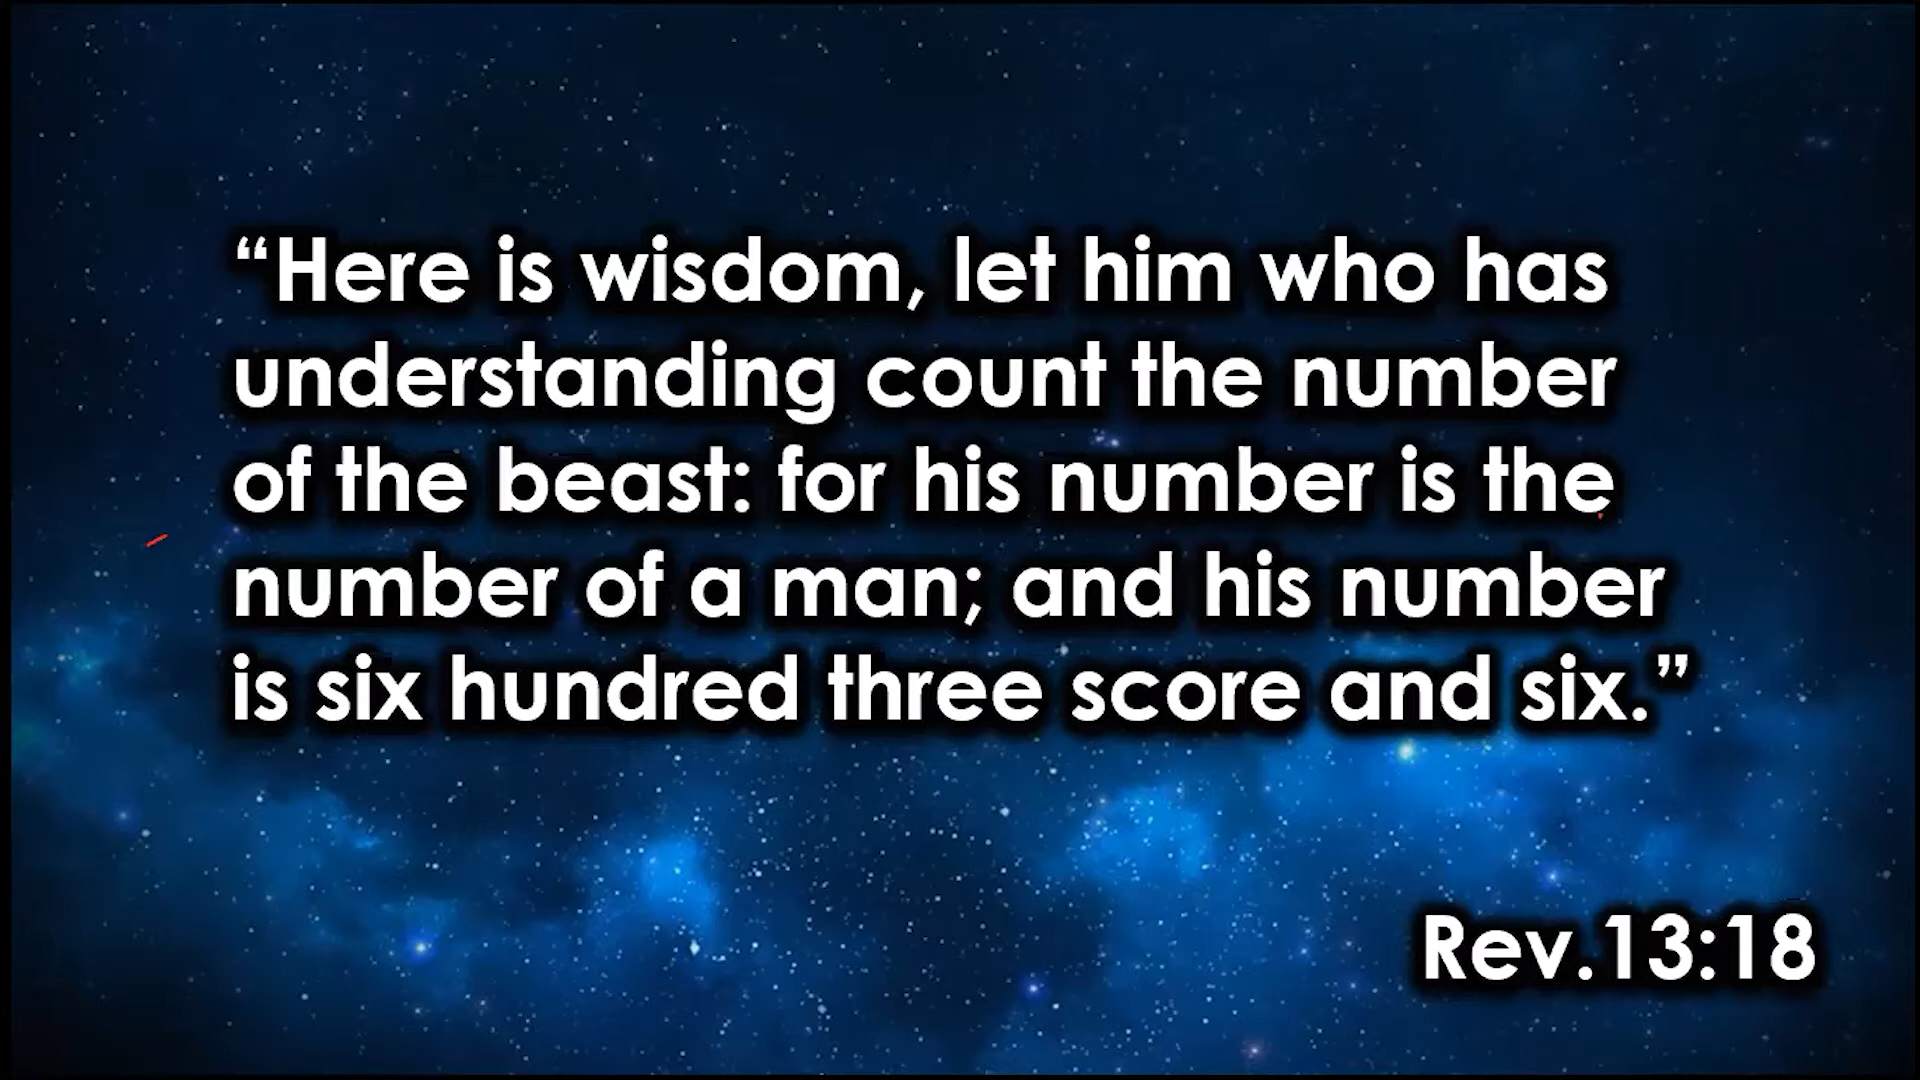 “Here is wisdom, let him who has
understanding count the number
of the beast: for his number is the
number of a man; and his number
is six hundred three score and six.”
Rev.13:18